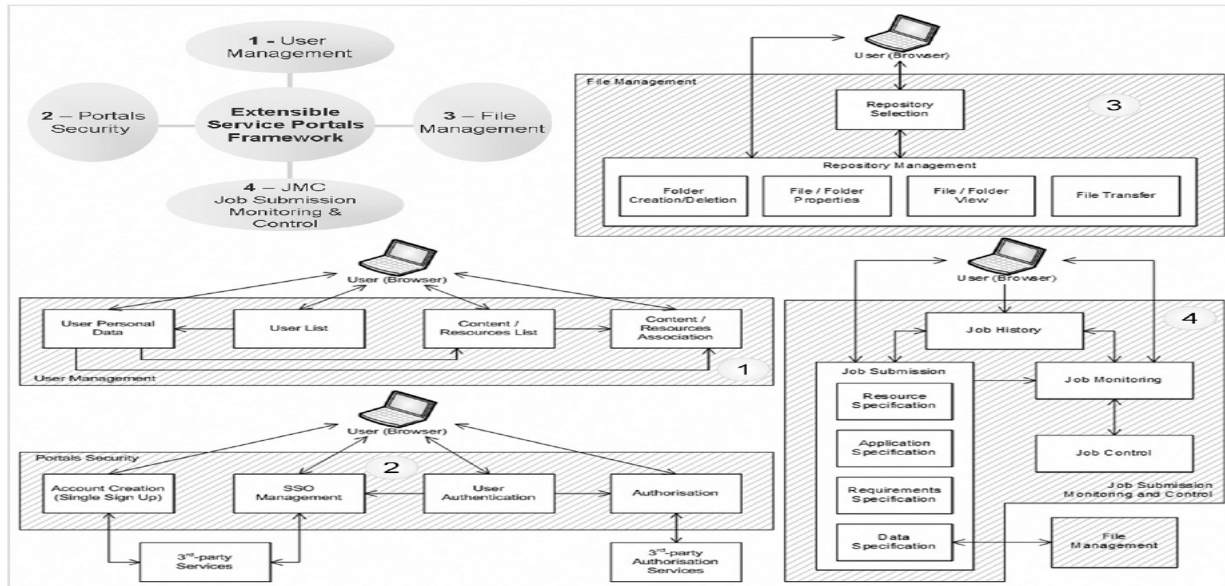 1 - User
Management
2 – Portals
Security
Extensible
Service Portals
Framework
3 – File
Management
4 – JMC
Job Submission
Monitoring &
Control
User (Browser)
File Management
3
Repository
Selection
Repository Management
Folder
Creation/Deletion
File / Folder
Properties
File / Folder
View
File Transfer
User (Browser)
User Personal
Data
User List
Content /
Resources List
Content /
Resources
Association
User Management
1
User (Browser)
Portals Security
2
Account Creation
(Single Sign Up)
SSO
Management
User
Authentication
Authorisation
3rd-party
Services
3rd-party
Authorisation
Services
User (Browser)
4
Job History
Job Submission
Resource
Specification
Application
Specification
Requirements
Specification
Data
Specification
Job Monitoring
Job Control
Job Submission
Monitoring and Control
File
Management